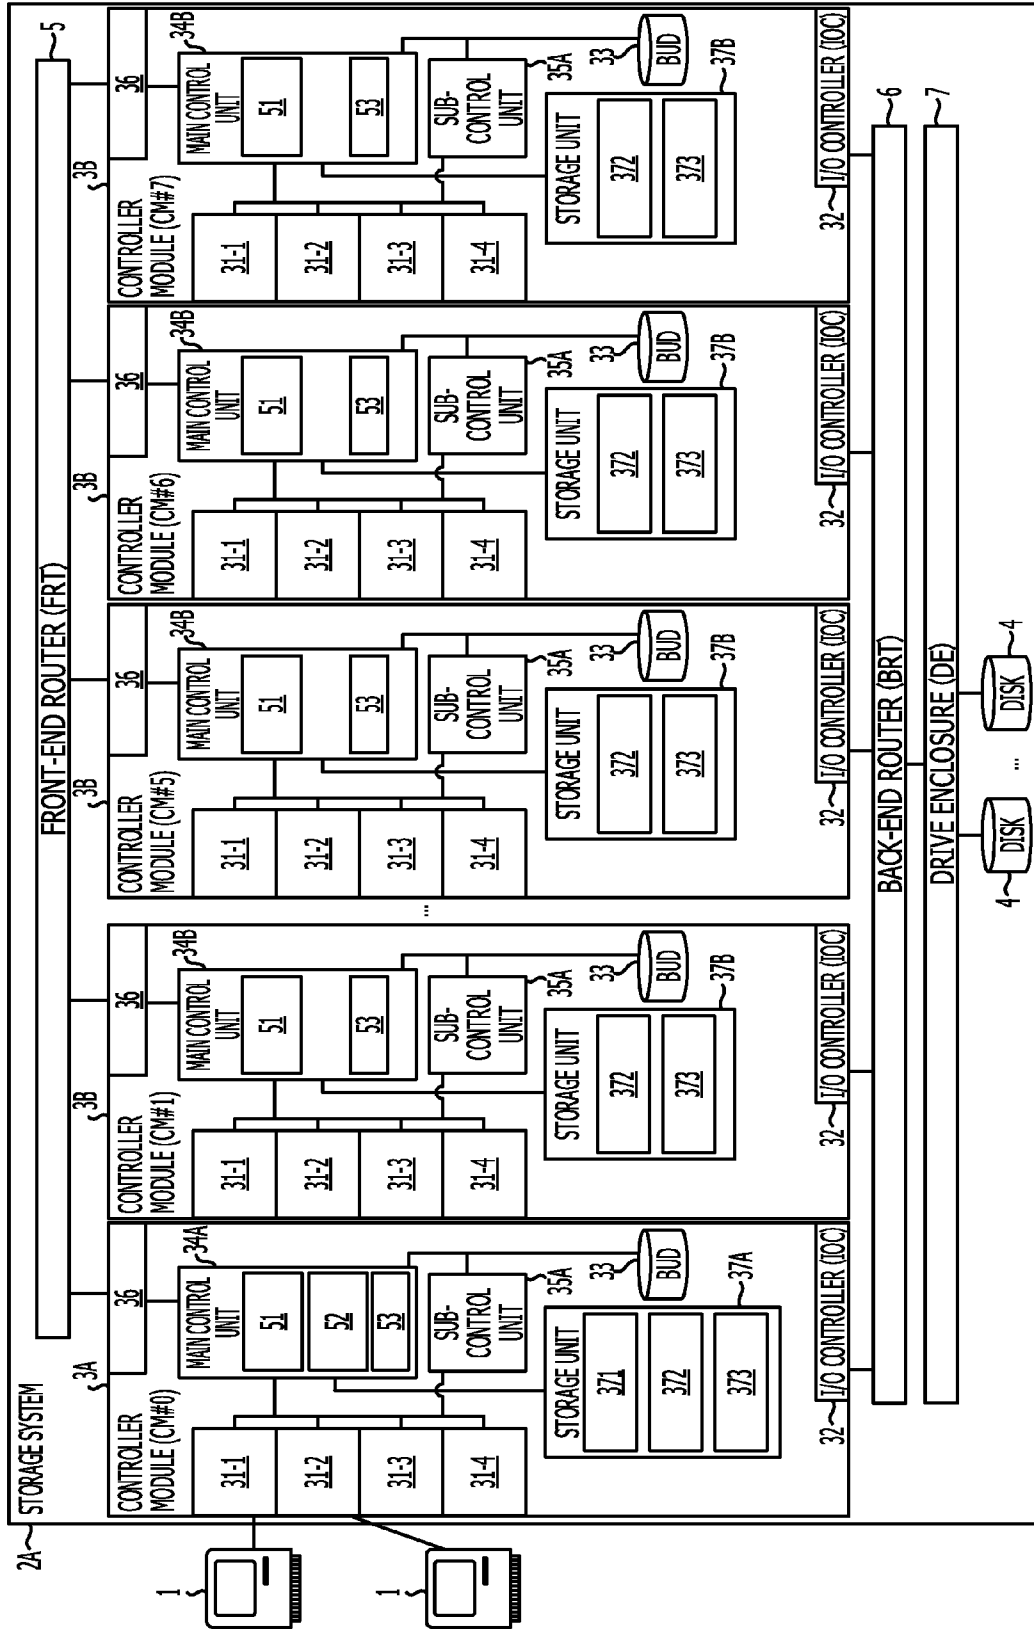 2A
STORAGE SYSTEM
1
1
FRONT-END ROUTER (FRT)
5
3A
CONTROLLER
MODULE (CM#0)
36
31-1
31-2
31-3
31-4
MAIN CONTROL
UNIT
34A
51
52
53
SUB-
CONTROL
UNIT
35A
33
BUD
STORAGE UNIT
37A
371
372
373
32
I/O CONTROLLER (IOC)
3B
CONTROLLER
MODULE (CM#1)
36
31-1
31-2
31-3
31-4
MAIN CONTROL
UNIT
34B
51
53
SUB-
CONTROL
UNIT
35A
33
BUD
STORAGE UNIT
37B
372
373
32
I/O CONTROLLER (IOC)
...
3B
CONTROLLER
MODULE (CM#5)
36
31-1
31-2
31-3
31-4
MAIN CONTROL
UNIT
34B
51
53
SUB-
CONTROL
UNIT
35A
33
BUD
STORAGE UNIT
37B
372
373
32
I/O CONTROLLER (IOC)
3B
CONTROLLER
MODULE (CM#6)
36
31-1
31-2
31-3
31-4
MAIN CONTROL
UNIT
34B
51
53
SUB-
CONTROL
UNIT
35A
33
BUD
STORAGE UNIT
37B
372
373
32
I/O CONTROLLER (IOC)
3B
CONTROLLER
MODULE (CM#7)
36
31-1
31-2
31-3
31-4
MAIN CONTROL
UNIT
34B
51
53
SUB-
CONTROL
UNIT
35A
33
BUD
STORAGE UNIT
37B
372
373
32
I/O CONTROLLER (IOC)
BACK-END ROUTER (BRT)
6
DRIVE ENCLOSURE (DE)
7
4
DISK
...
DISK
4